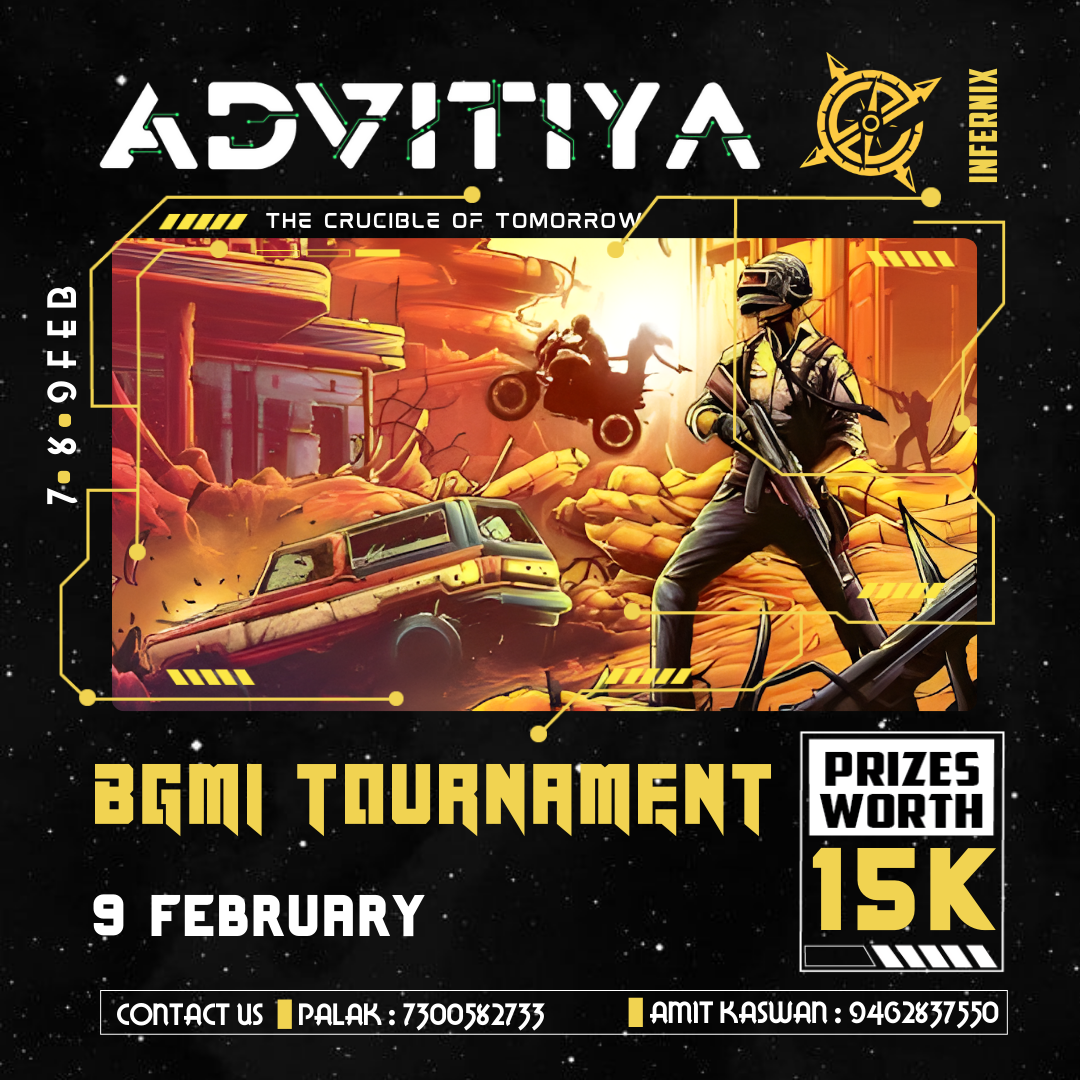 ADVITIYA
INFERNIX
THE CRUCIBLE OF TOMORROW
7•8•9 FEB
BGMI TOURNAMENT
PRIZES
WORTH
15K
9 FEBRUARY
CONTACT US PALAK : 7300582733 AMIT KASWAN : 9462837550